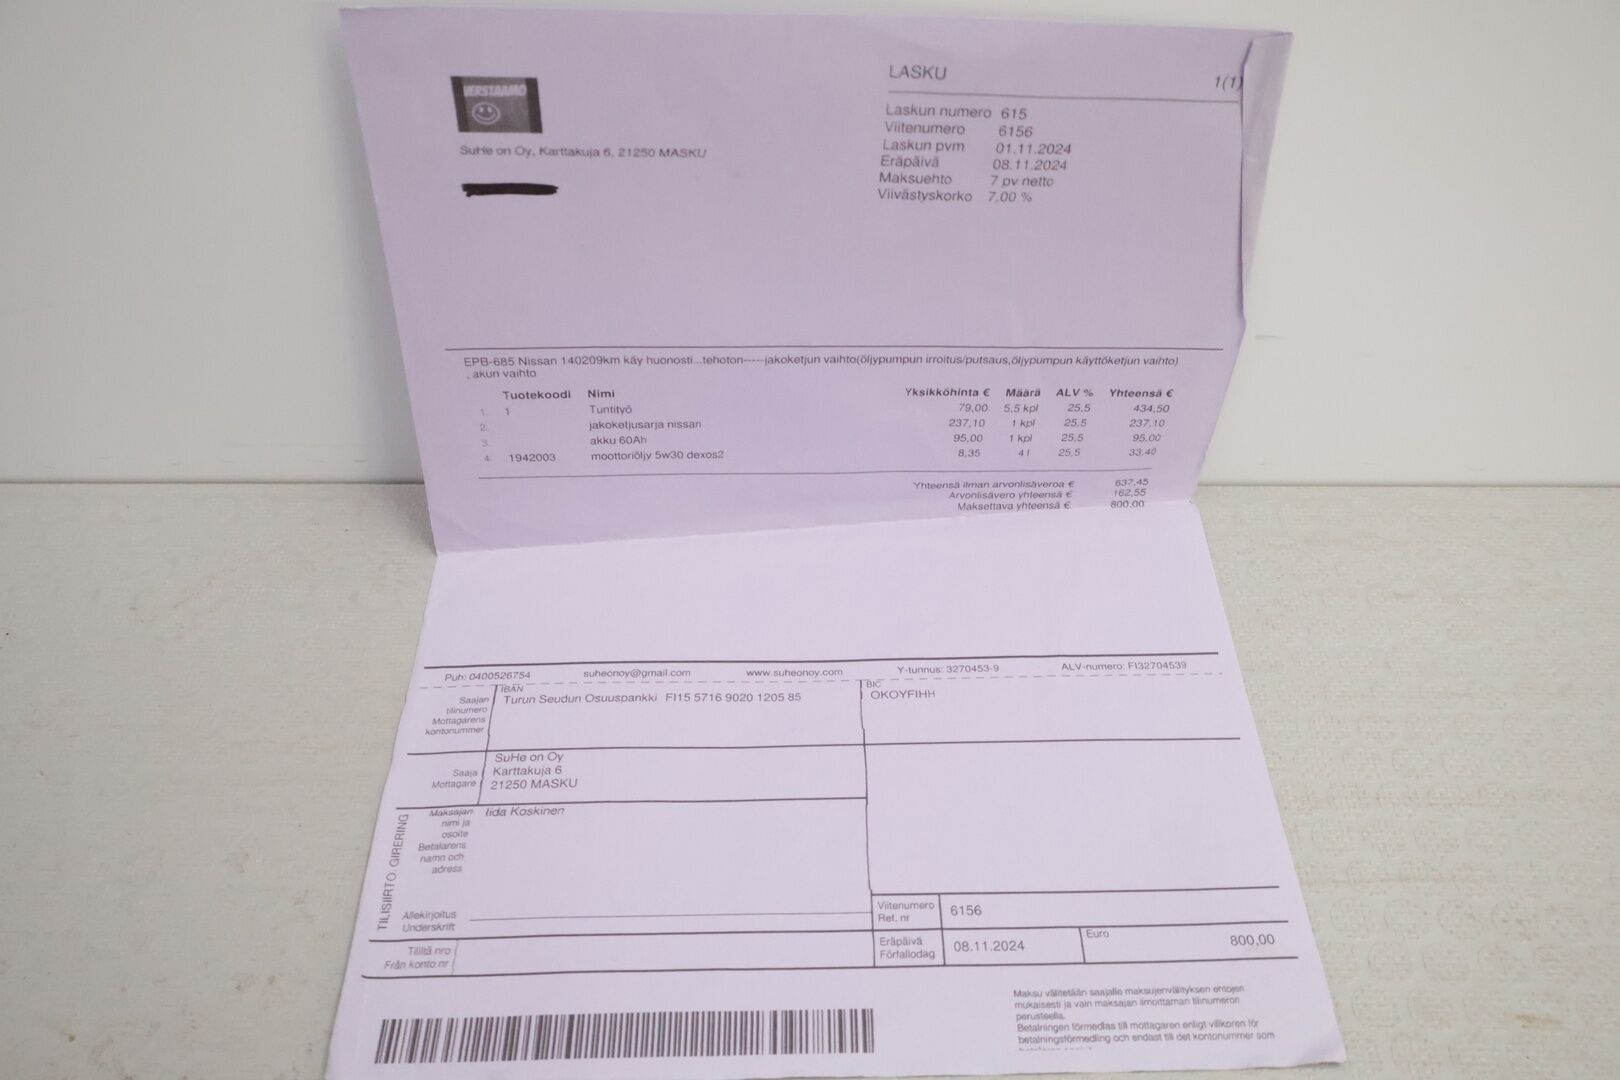 VERSTAAMO
SuHe on Oy, Karttakuja 6, 21250 MASKU
LASKU
1(1)
Laskun numero 615
Viitenumero 6156
Laskun pvm 01.11.2024
Eräpäivä 08.11.2024
Maksuehto 7 pv netto
Viivästyskorko 7,00 %
EPB-685 Nissan 140209km käy huonosti...tehoton-----jakoketjun vaihto(öljypumpun irroitus/putsaus,öljypumpun käyttöketjun vaihto)
, akun vaihto
Tuotekoodi Nimi Yksikköhinta € Määrä ALV % Yhteensä €
1. 1 Tuntityö 79,00 5,5 kpl 25,5 434,50
2. jakoketjusarja nissan 237,10 1 kpl 25,5 237,10
3. akku 60Ah 95,00 1 kpl 25,5 95,00
4. 1942003 moottoriöljy 5w30 dexos2 8,35 4 l 25,5 33,40
Yhteensä ilman arvonlisäveroa € 637,45
Arvonlisävero yhteensä € 162,55
Maksettava yhteensä € 800,00
Puh: 0400526754 suheonoy@gmail.com www.suheonoy.com Y-tunnus: 3270453-9 ALV-numero: FI32704539
Saajan
tilinumero
Mottagarens
kontonummer
IBAN
Turun Seudun Osuuspankki FI15 5716 9020 1205 85
BIC
OKOYFIHH
Saaja
Mottagare
SuHe on Oy
Karttakuja 6
21250 MASKU
TILISIIRTO. GIRERING
Maksajan
nimi ja
osoite
Betalarens
namn och
adress
Iida Koskinen
Allekirjoitus
Underskrift
Viitenumero
Ref. nr
6156
Tililtä nro
Från konto nr
Eräpäivä
Förfallodag
08.11.2024
Euro
800,00
Maksu välitetään saajalle maksujenvälityksen ehtojen
mukaisesti ja vain maksajan ilmoittaman tilinumeron
perusteella.
Betalningen förmedlas till mottagaren enligt villkoren för
betalningsförmedling och endast till det kontonummer som